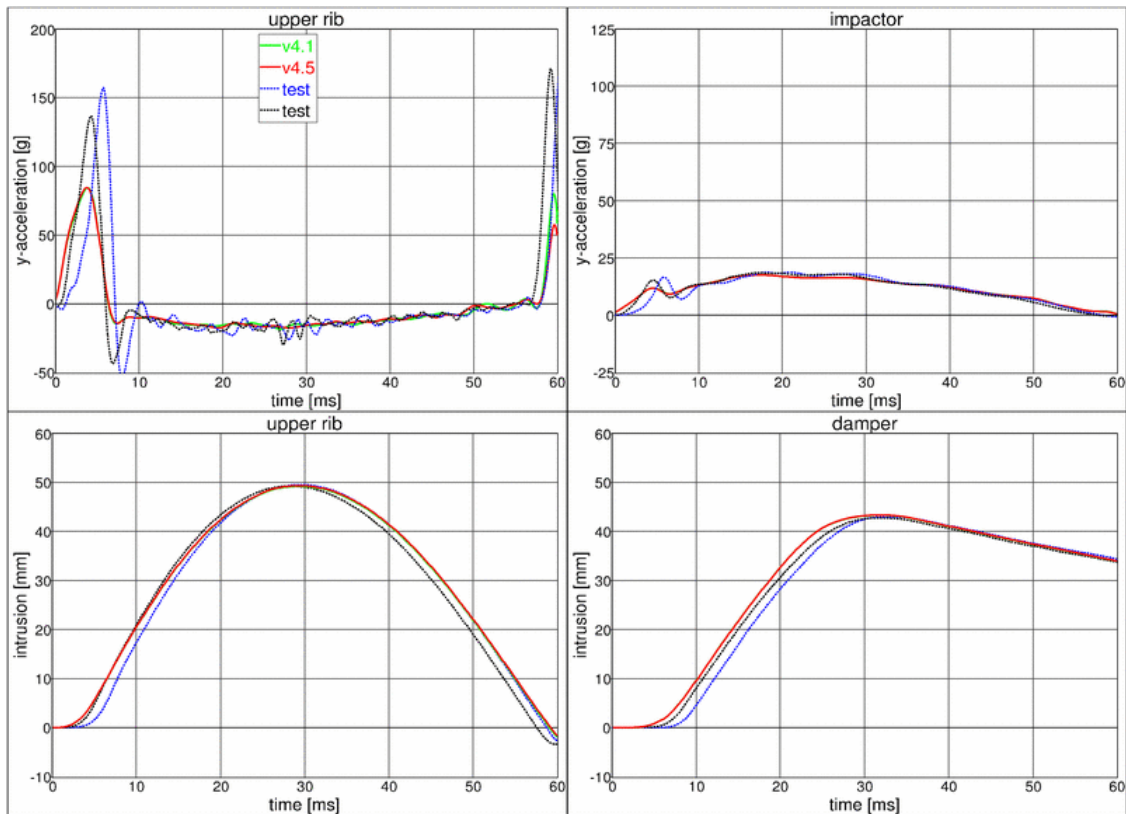 upper rib
200
150
100
50
0
-50
y-acceleration [g]
v4.1
v4.5
test
test
0 10 20 30 40 50 60
time [ms]
impactor
125
100
75
50
25
0
-25
y-acceleration [g]
0 10 20 30 40 50 60
time [ms]
upper rib
60
50
40
30
20
10
0
-10
intrusion [mm]
0 10 20 30 40 50 60
time [ms]
damper
60
50
40
30
20
10
0
-10
intrusion [mm]
0 10 20 30 40 50 60
time [ms]